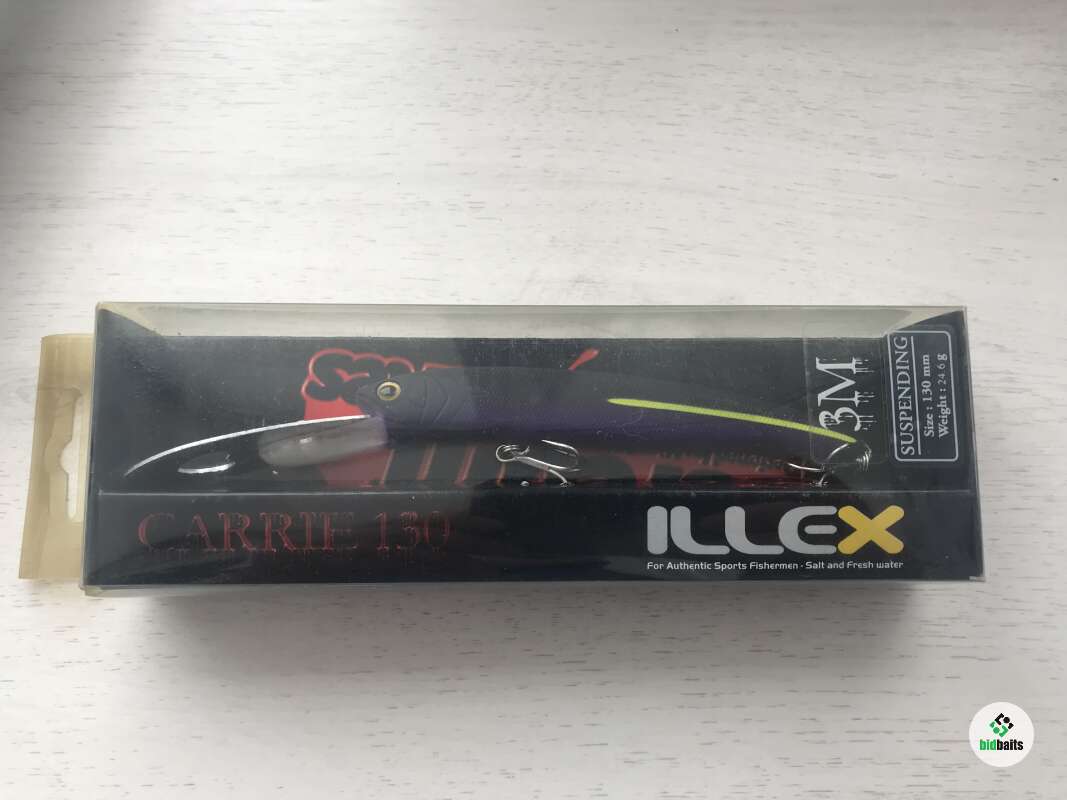 3M
SUSPENDING
Size : 130 mm
Weight : 24.6 g
CARRIE 130
ILLEX
For Authentic Sports Fishermen - Salt and Fresh water
bidbaits